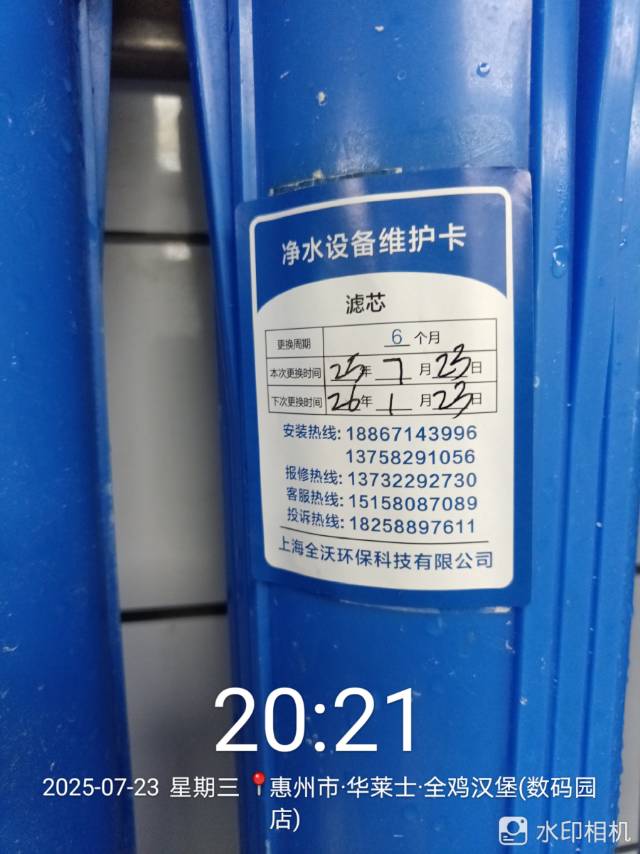 净水设备维护卡
滤芯
更换周期 6 个月
本次更换时间 25年 7 月 23日
下次更换时间 26年 1 月 23日
安装热线: 18867143996
13758291056
报修热线: 13732292730
客服热线: 15158087089
投诉热线: 18258897611
上海全沃环保科技有限公司
20:21
2025-07-23 星期三 📍惠州市·华莱士·全鸡汉堡(数码园
店)
水印相机